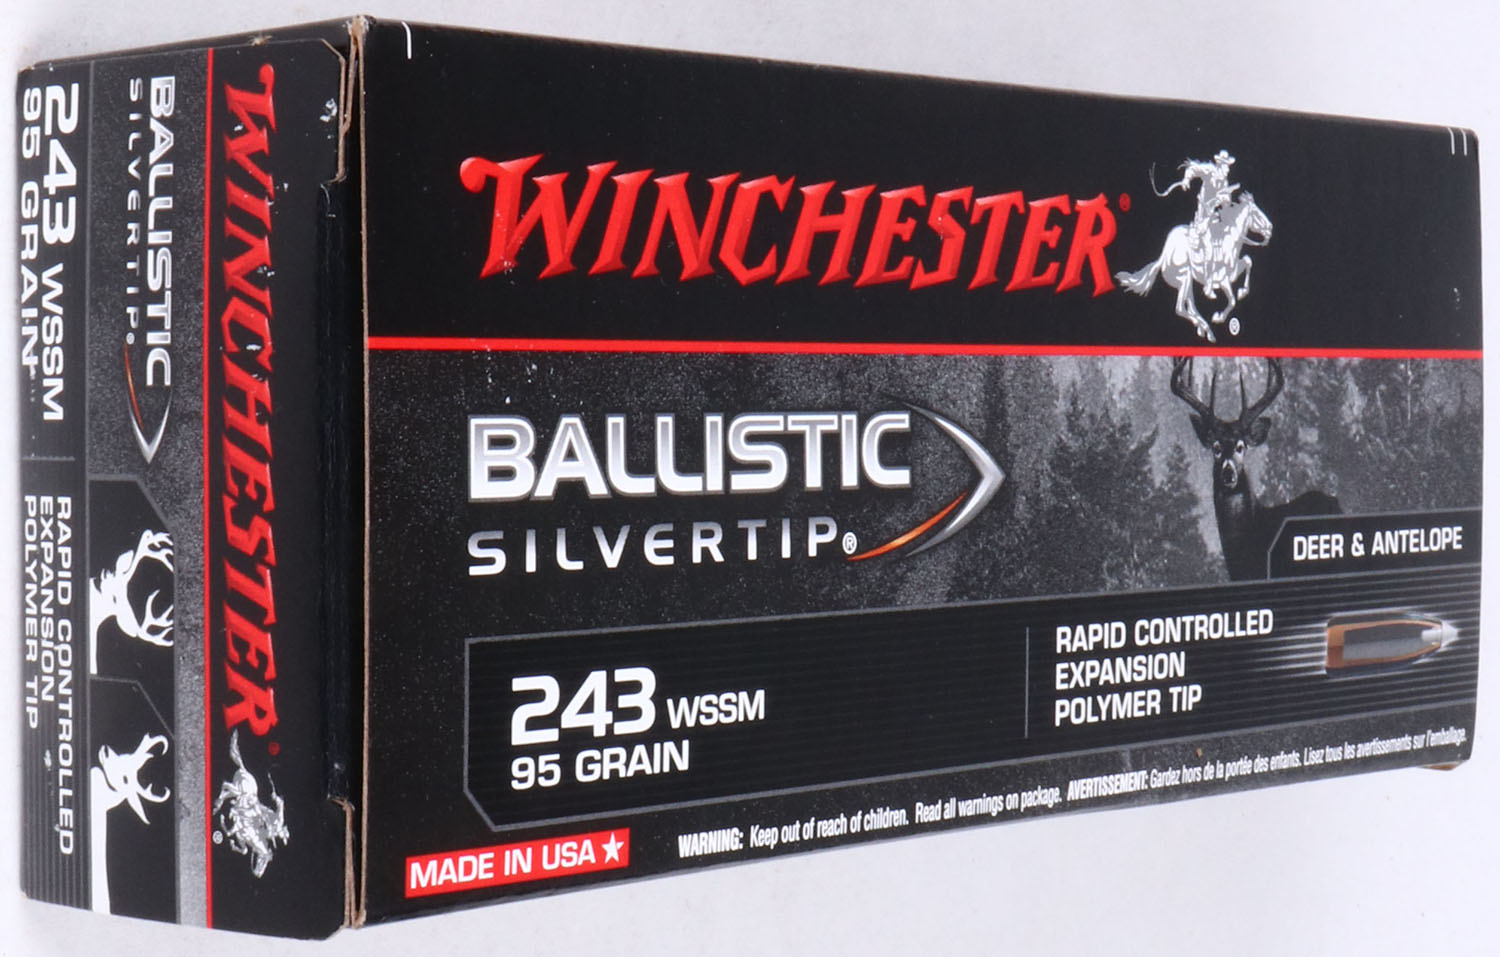 WINCHESTER®
®
BALLISTIC
SILVERTIP®
DEER & ANTELOPE
243 WSSM
95 GRAIN
RAPID CONTROLLED
EXPANSION
POLYMER TIP
WARNING: Keep out of reach of children. Read all warnings on package. AVERTISSEMENT: Gardez hors de la portée des enfants. Lisez tous les avertissements sur l'emballage.
MADE IN USA
WINCHESTER®
®
BALLISTIC
SILVERTIP®
243 WSSM
95 GRAIN
RAPID CONTROLLED
EXPANSION
POLYMER TIP